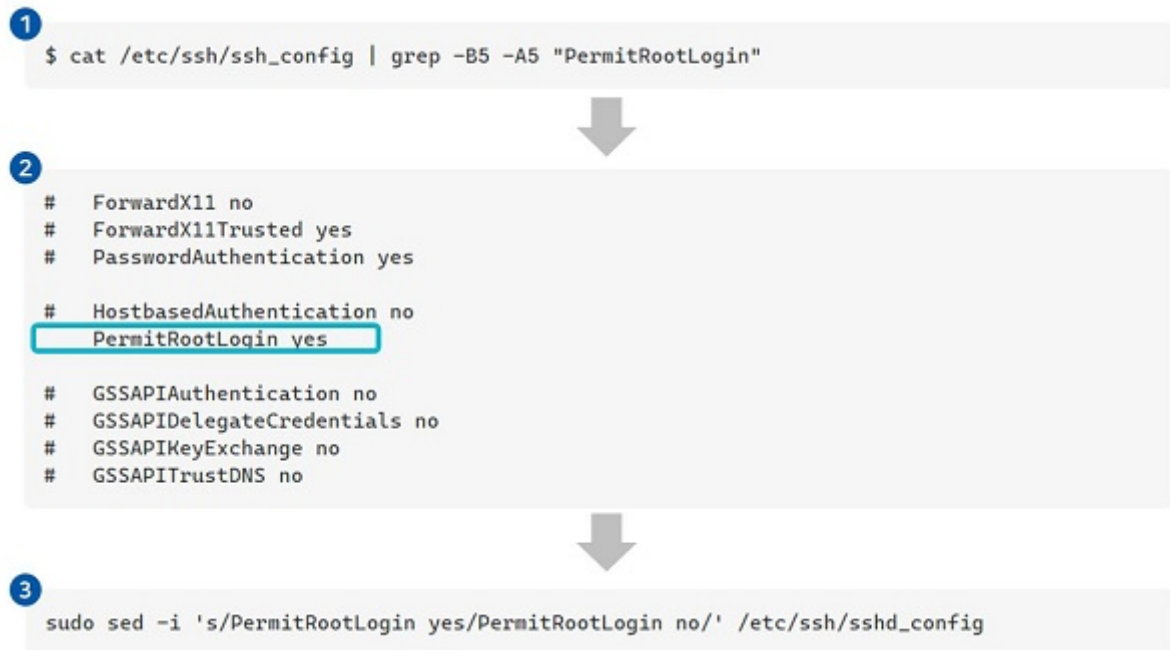 1
$ cat /etc/ssh/ssh_config | grep -B5 -A5 "PermitRootLogin"
2
#   ForwardX11 no
#   ForwardX11Trusted yes
#   PasswordAuthentication yes
#   HostbasedAuthentication no
    PermitRootLogin yes
#   GSSAPIAuthentication no
#   GSSAPIDelegateCredentials no
#   GSSAPIKeyExchange no
#   GSSAPITrustDNS no
3
sudo sed -i 's/PermitRootLogin yes/PermitRootLogin no/' /etc/ssh/sshd_config